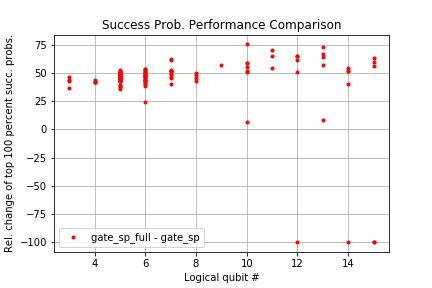 Success Prob. Performance Comparison
Rel. change of top 100 percent succ. probs.
75
50
25
0
−25
−50
−75
−100
gate_sp_full - gate_sp
4 6 8 10 12 14
Logical qubit #